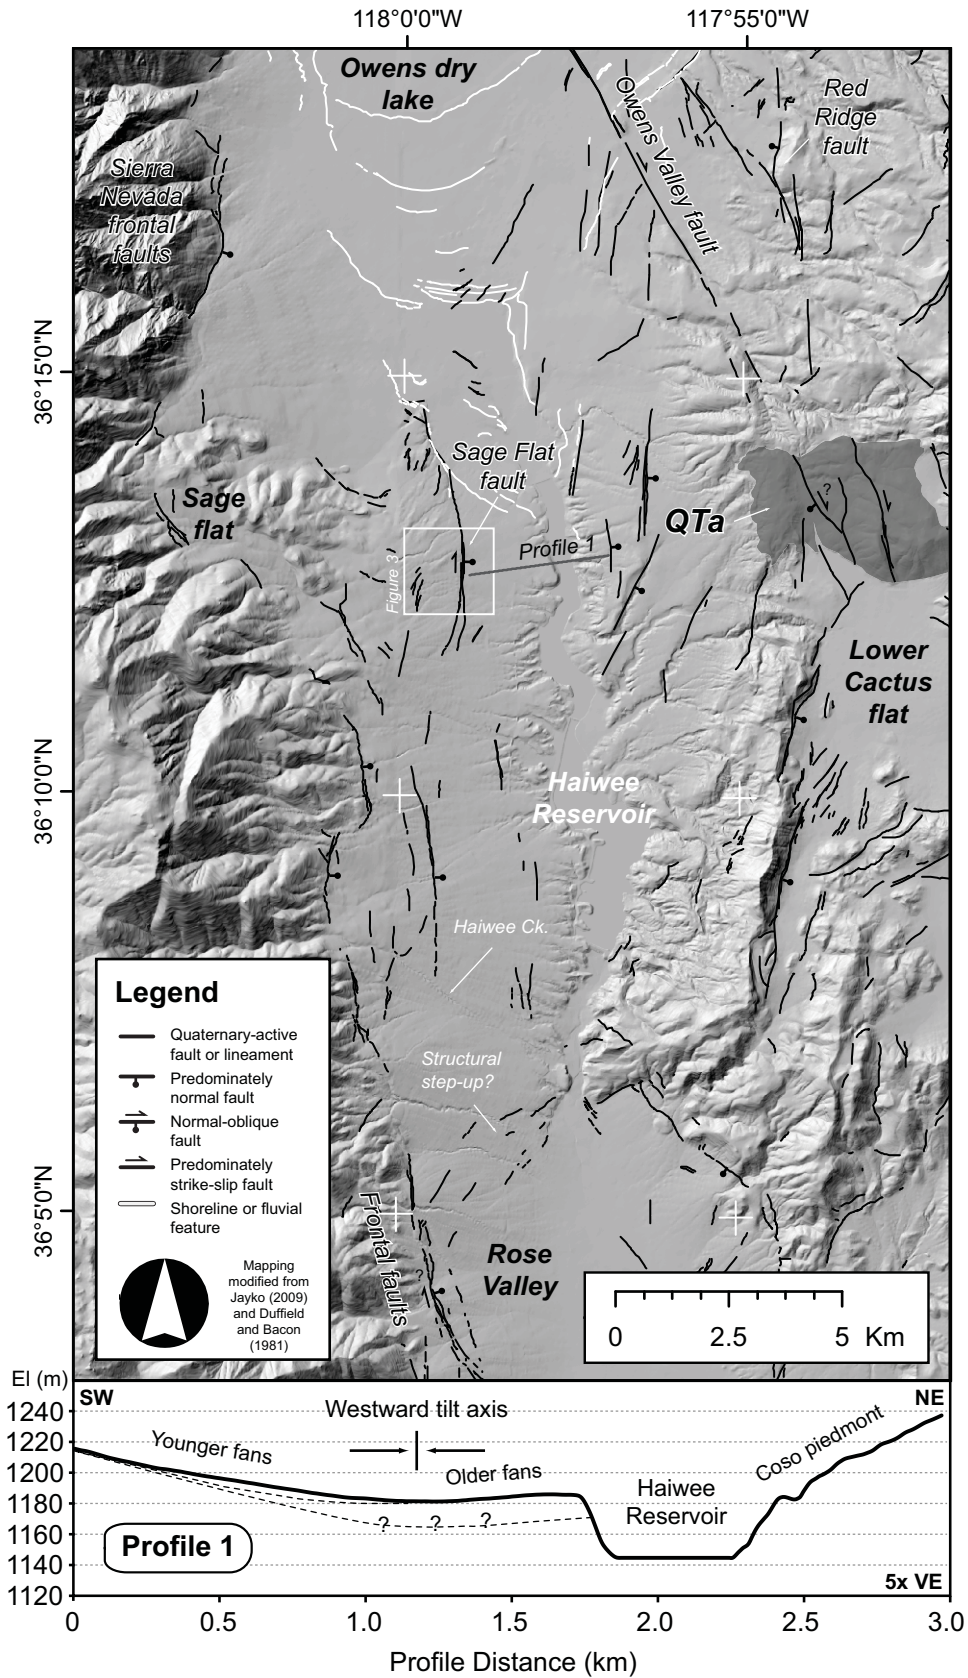 118°0'0"W
117°55'0"W
Owens dry
lake
Red
Ridge
fault
Owens Valley fault
Sierra
Nevada
frontal
faults
36°15'0"N
Sage Flat
fault
Sage
flat
QTa
?
Profile 1
Figure 3
Lower
Cactus
flat
36°10'0"N
Haiwee
Reservoir
Haiwee Ck.
Structural
step-up?
36°5'0"N
Frontal faults
?
Rose
Valley
Legend
Quaternary-active
fault or lineament
Predominately
normal fault
Normal-oblique
fault
Predominately
strike-slip fault
Shoreline or fluvial
feature
Mapping
modified from
Jayko (2009)
and Duffield
and Bacon
(1981)
0 2.5 5 Km
El (m)
SW
NE
1240
1220
1200
1180
1160
1140
1120
Westward tilt axis
Younger fans
Older fans
Coso piedmont
Haiwee
Reservoir
? ? ?
Profile 1
5x VE
0 0.5 1.0 1.5 2.0 2.5 3.0
Profile Distance (km)